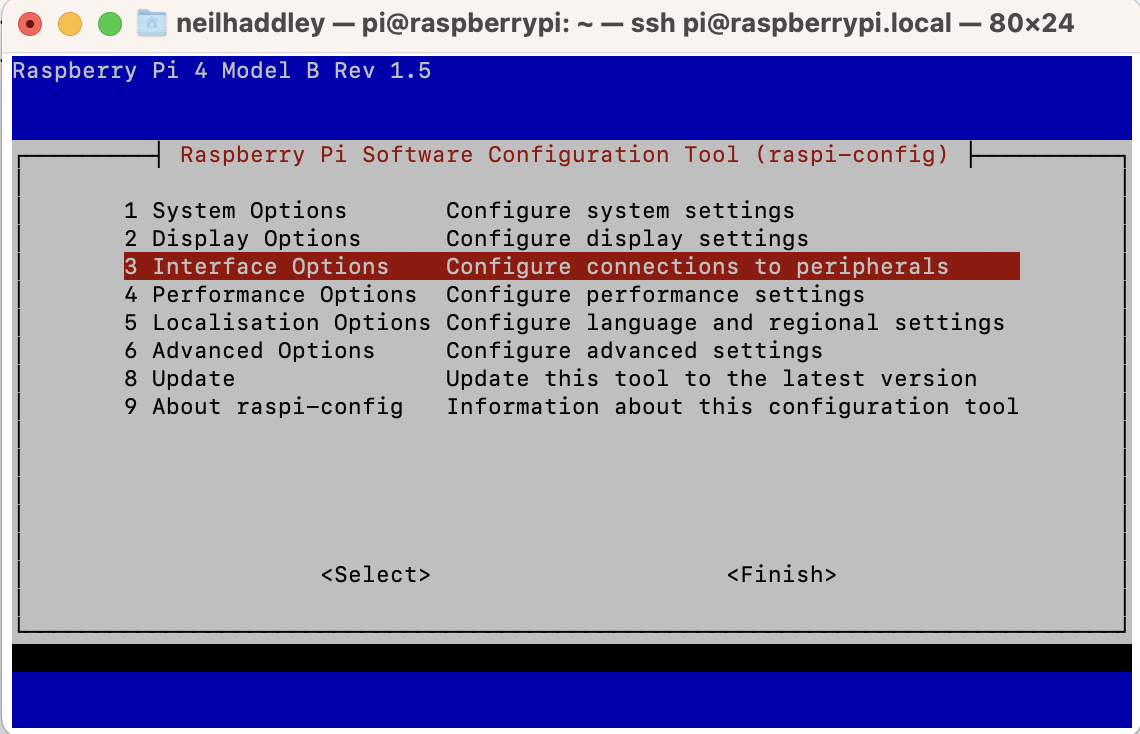 neilhaddley — pi@raspberrypi: ~ — ssh pi@raspberrypi.local — 80×24
Raspberry Pi 4 Model B Rev 1.5
Raspberry Pi Software Configuration Tool (raspi-config)
1 System Options Configure system settings
2 Display Options Configure display settings
3 Interface Options Configure connections to peripherals
4 Performance Options Configure performance settings
5 Localisation Options Configure language and regional settings
6 Advanced Options Configure advanced settings
8 Update Update this tool to the latest version
9 About raspi-config Information about this configuration tool
<Select> <Finish>